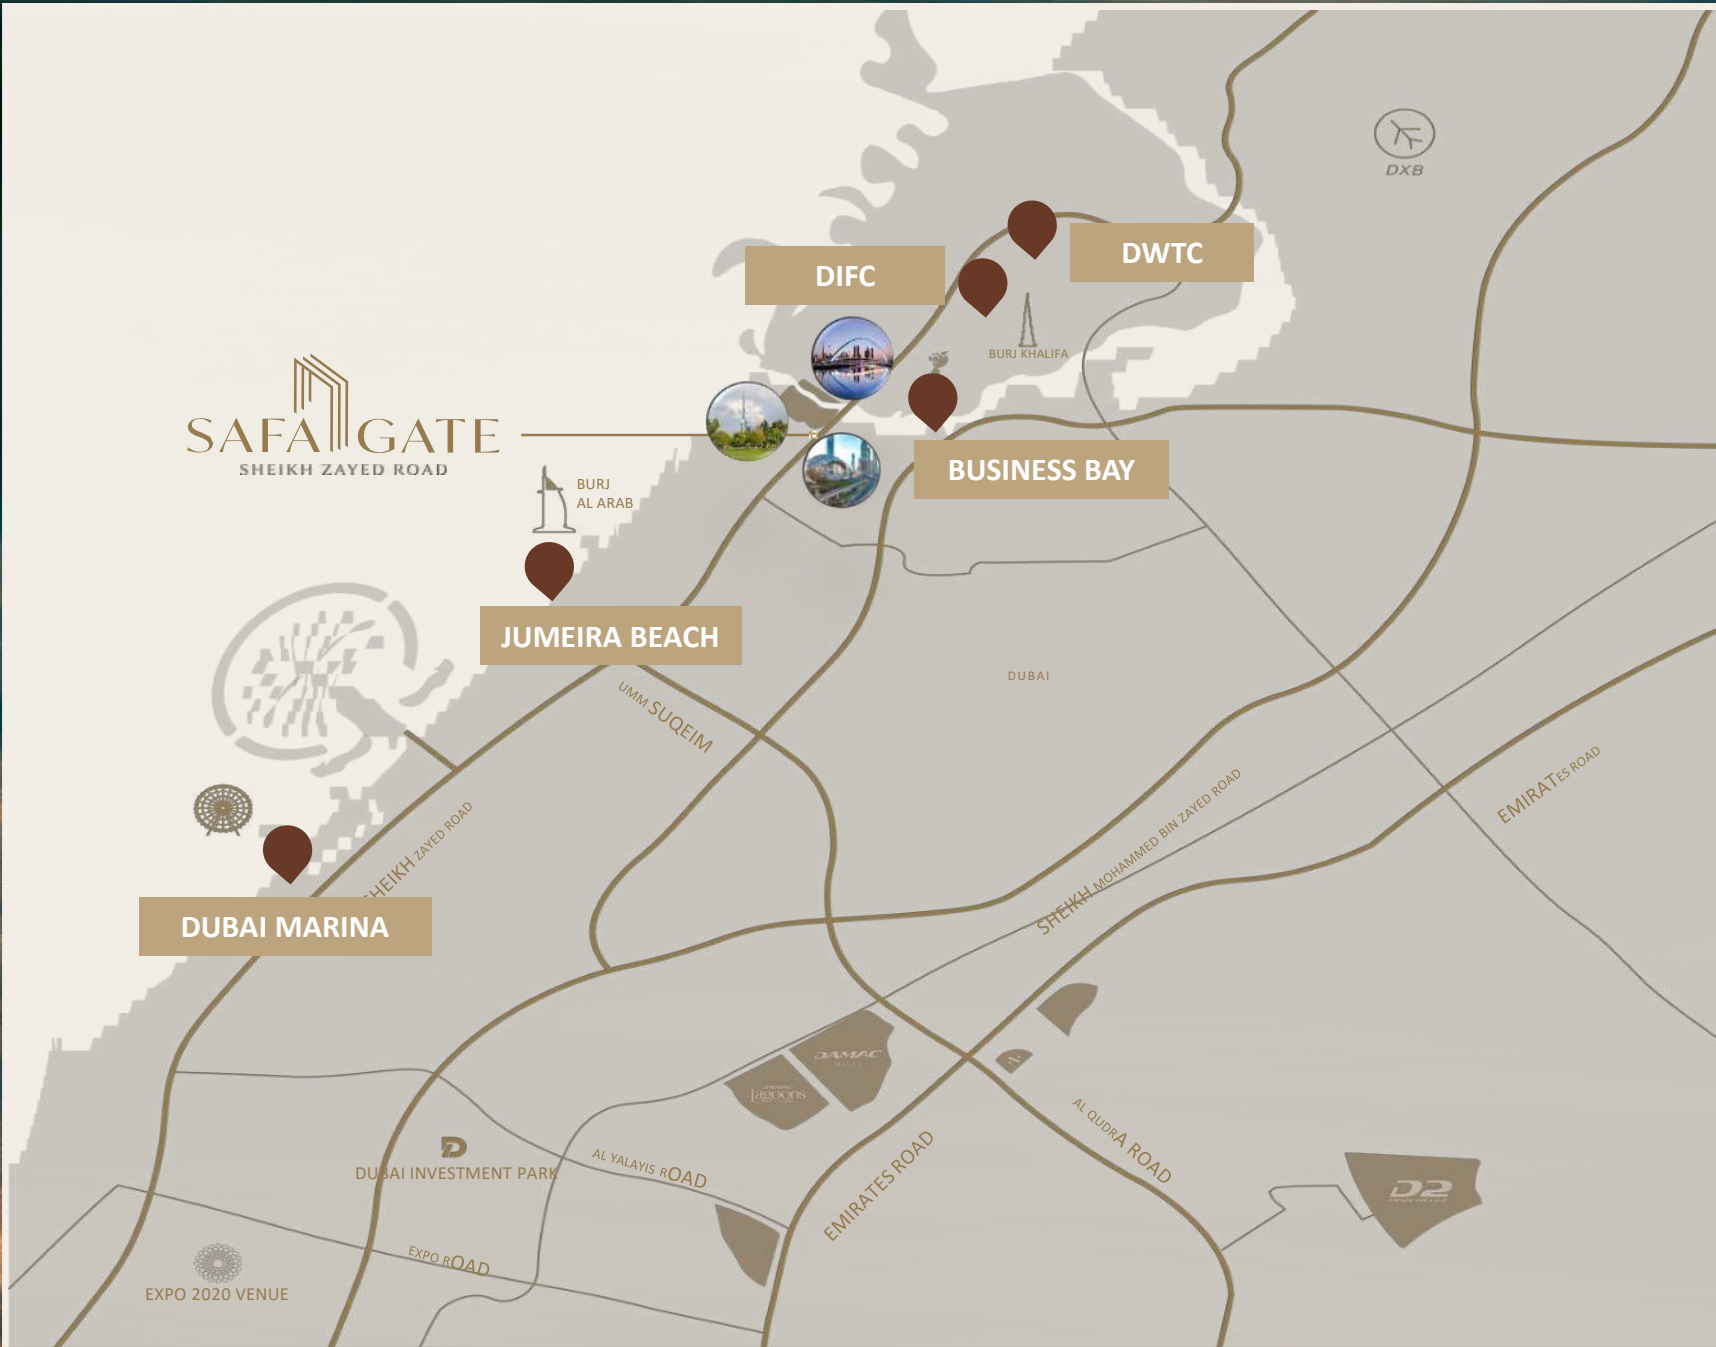 DXB
DWTC
DIFC
BURJ KHALIFA
SAFA GATE
SHEIKH ZAYED ROAD
BUSINESS BAY
BURJ
AL ARAB
JUMEIRA BEACH
DUBAI
UMM SUQEIM
EMIRATES ROAD
SHEIKH ZAYED ROAD
SHEIKH MOHAMMED BIN ZAYED ROAD
DUBAI MARINA
DAMAC
lagoons
AL QUDRA ROAD
DUBAI INVESTMENT PARK
AL YALAYIS ROAD
EMIRATES ROAD
D2
EXPO ROAD
EXPO 2020 VENUE